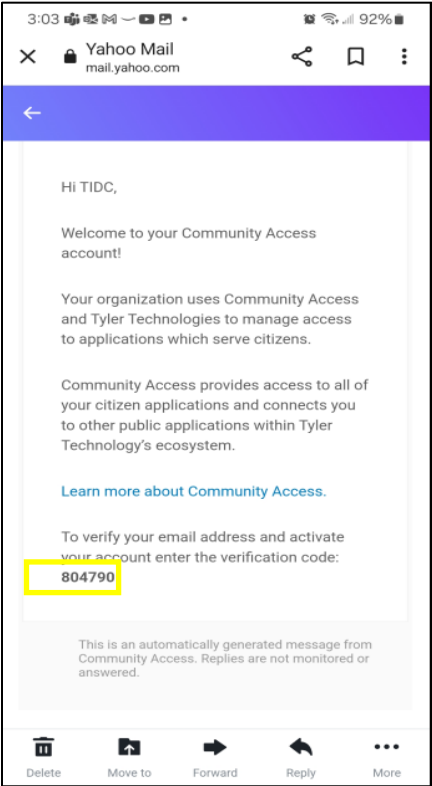 3:03
92%
Yahoo Mail
mail.yahoo.com
Hi TIDC,
Welcome to your Community Access
account!
Your organization uses Community Access
and Tyler Technologies to manage access
to applications which serve citizens.
Community Access provides access to all of
your citizen applications and connects you
to other public applications within Tyler
Technology's ecosystem.
Learn more about Community Access.
To verify your email address and activate
your account enter the verification code:
804790
This is an automatically generated message from
Community Access. Replies are not monitored or
answered.
Delete
Move to
Forward
Reply
More